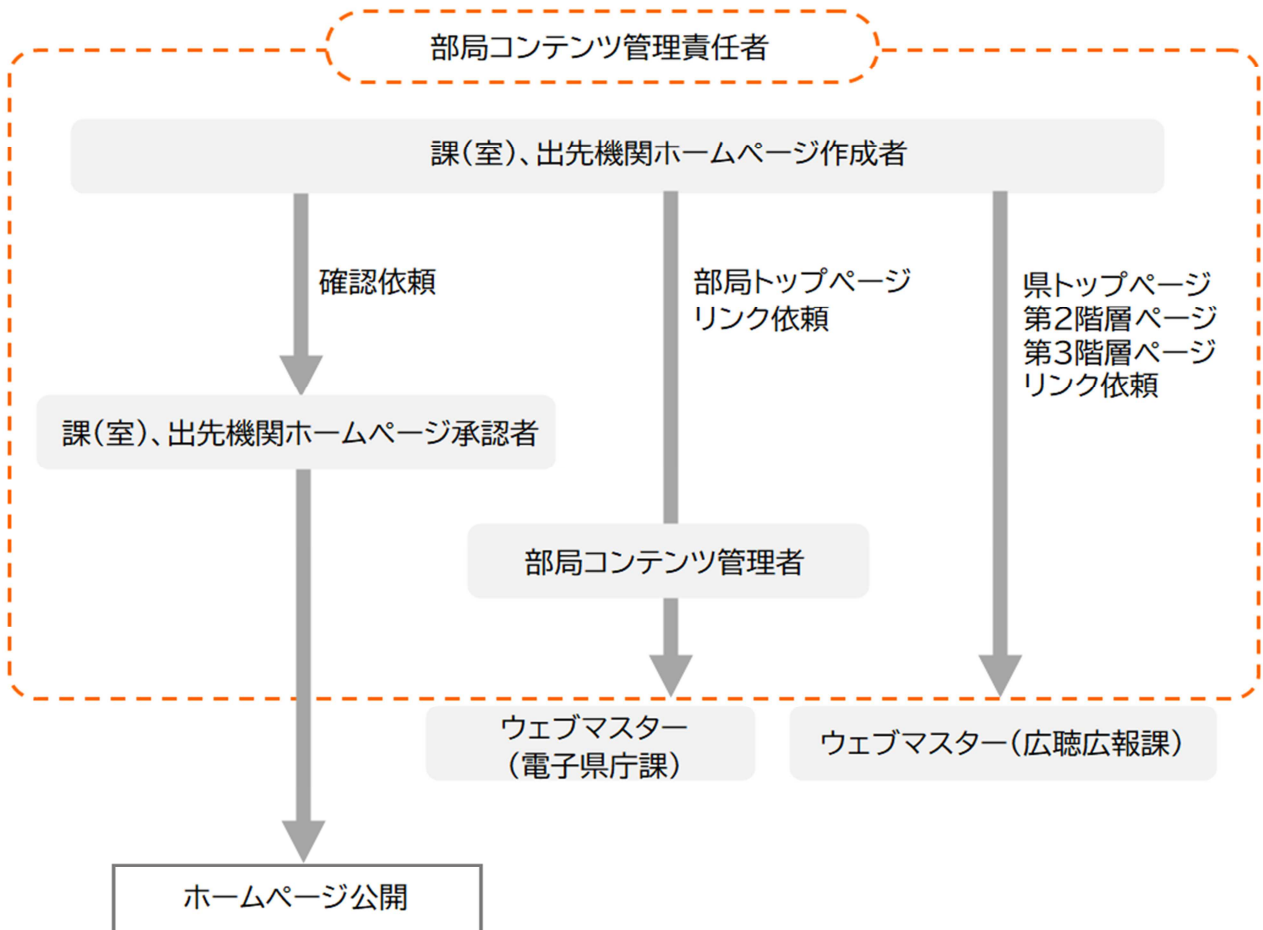 部局コンテンツ管理責任者
課(室)、出先機関ホームページ作成者
確認依頼
部局トップページ
リンク依頼
県トップページ
第2階層ページ
第3階層ページ
リンク依頼
課(室)、出先機関ホームページ承認者
部局コンテンツ管理者
ウェブマスター
(電子県庁課)
ウェブマスター(広聴広報課)
ホームページ公開